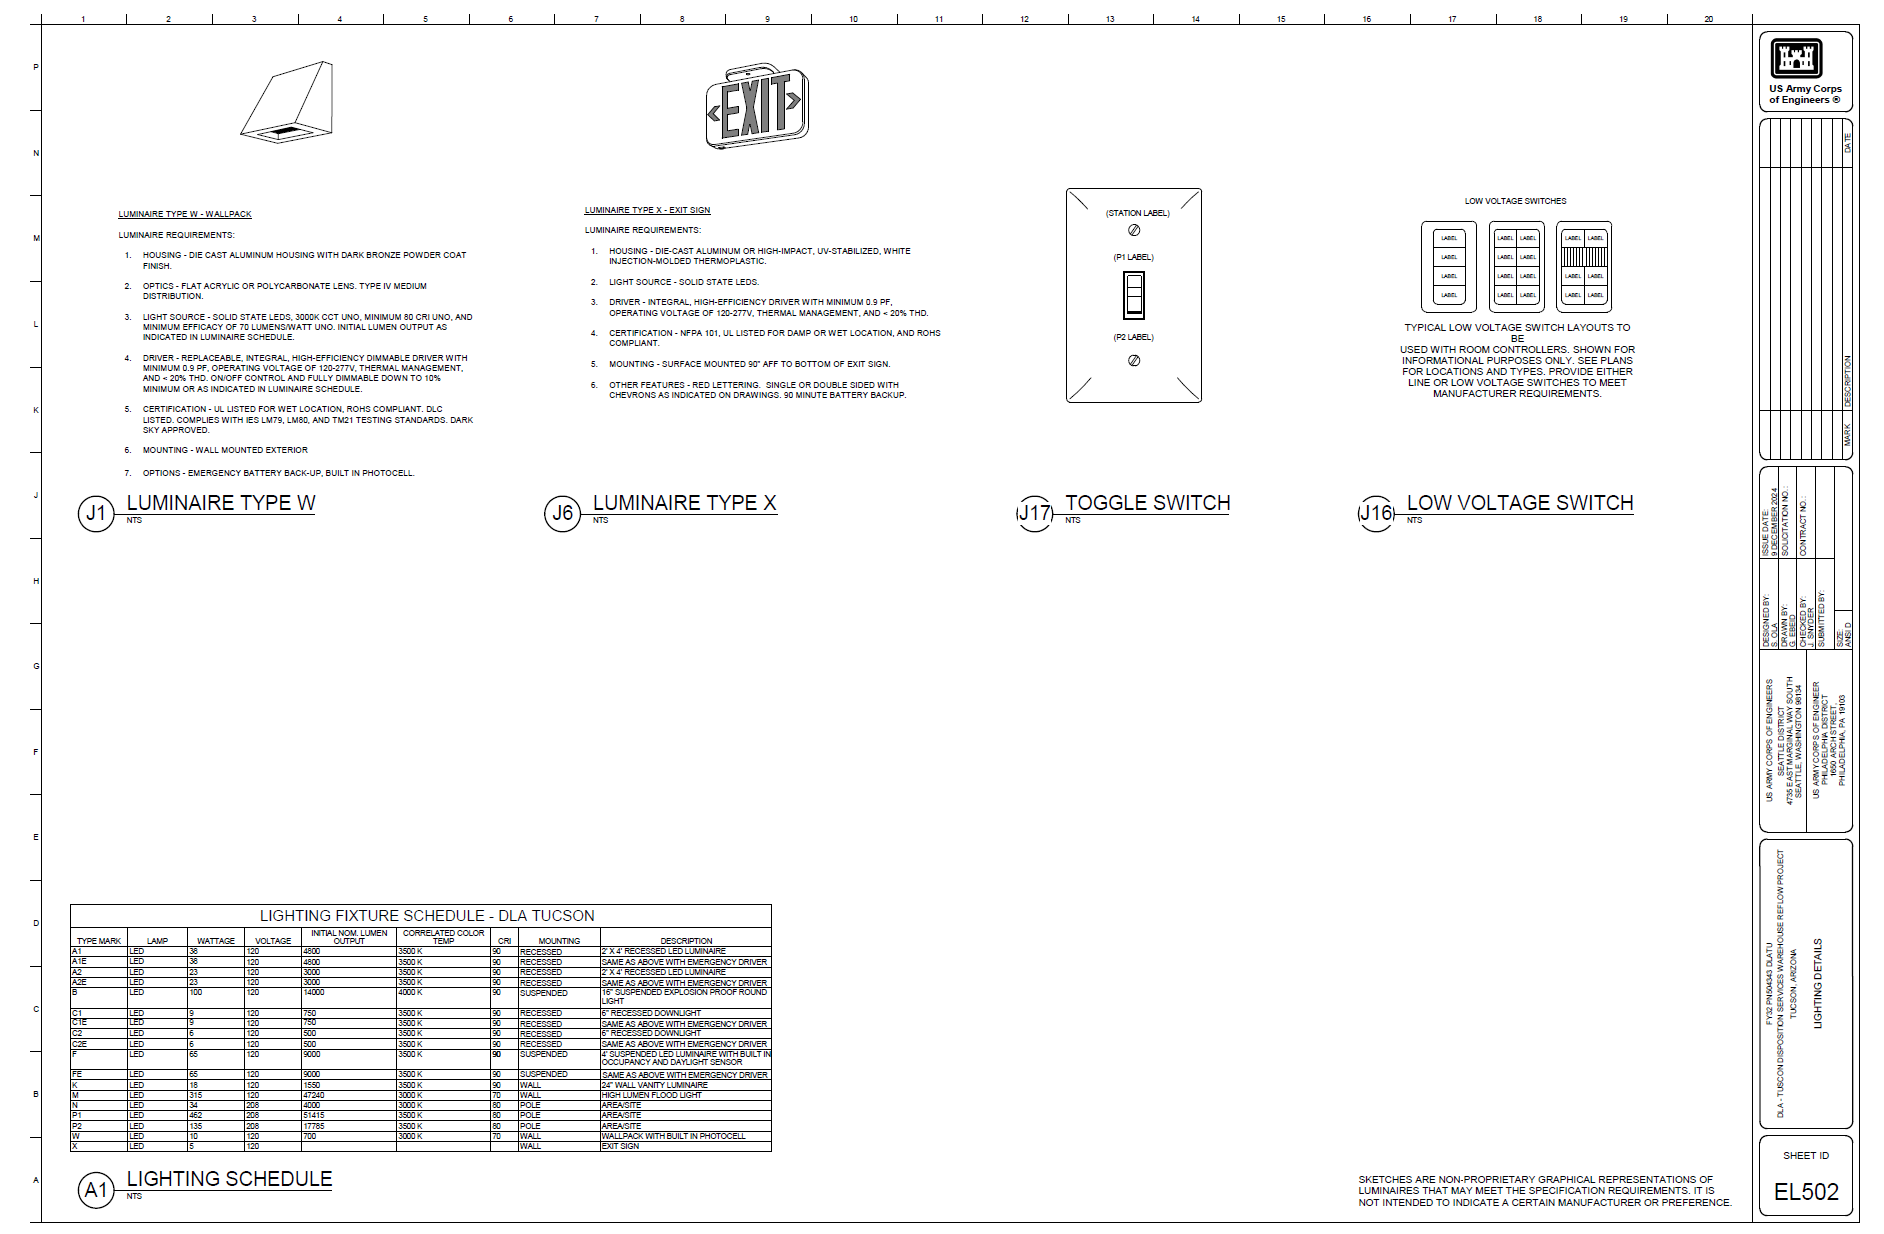 1 2 3 4 5 6 7 8 9 10 11 12 13 14 15 16 17 18 19 20
P
N
M
L
K
J
H
G
F
E
D
C
B
A
EXIT
LUMINAIRE TYPE W - WALLPACK
LUMINAIRE REQUIREMENTS:
1. HOUSING - DIE CAST ALUMINUM HOUSING WITH DARK BRONZE POWDER COAT
FINISH.
2. OPTICS - FLAT ACRYLIC OR POLYCARBONATE LENS. TYPE IV MEDIUM
DISTRIBUTION.
3. LIGHT SOURCE - SOLID STATE LEDS, 3000K CCT UNO, MINIMUM 80 CRI UNO, AND
MINIMUM EFFICACY OF 70 LUMENS/WATT UNO. INITIAL LUMEN OUTPUT AS
INDICATED IN LUMINAIRE SCHEDULE.
4. DRIVER - REPLACEABLE, INTEGRAL, HIGH-EFFICIENCY DIMMABLE DRIVER WITH
MINIMUM 0.9 PF, OPERATING VOLTAGE OF 120-277V, THERMAL MANAGEMENT,
AND < 20% THD. ON/OFF CONTROL AND FULLY DIMMABLE DOWN TO 10%
MINIMUM OR AS INDICATED IN LUMINAIRE SCHEDULE.
5. CERTIFICATION - UL LISTED FOR WET LOCATION, ROHS COMPLIANT. DLC
LISTED. COMPLIES WITH IES LM79, LM80, AND TM21 TESTING STANDARDS. DARK
SKY APPROVED.
6. MOUNTING - WALL MOUNTED EXTERIOR
7. OPTIONS - EMERGENCY BATTERY BACK-UP, BUILT IN PHOTOCELL.
J1 LUMINAIRE TYPE W
NTS
LUMINAIRE TYPE X - EXIT SIGN
LUMINAIRE REQUIREMENTS:
1. HOUSING - DIE-CAST ALUMINUM OR HIGH-IMPACT, UV-STABILIZED, WHITE
INJECTION-MOLDED THERMOPLASTIC.
2. LIGHT SOURCE - SOLID STATE LEDS.
3. DRIVER - INTEGRAL, HIGH-EFFICIENCY DRIVER WITH MINIMUM 0.9 PF,
OPERATING VOLTAGE OF 120-277V, THERMAL MANAGEMENT, AND < 20% THD.
4. CERTIFICATION - NFPA 101, UL LISTED FOR DAMP OR WET LOCATION, AND ROHS
COMPLIANT.
5. MOUNTING - SURFACE MOUNTED 90" AFF TO BOTTOM OF EXIT SIGN.
6. OTHER FEATURES - RED LETTERING. SINGLE OR DOUBLE SIDED WITH
CHEVRONS AS INDICATED ON DRAWINGS. 90 MINUTE BATTERY BACKUP.
J6 LUMINAIRE TYPE X
NTS
(STATION LABEL)
(P1 LABEL)
(P2 LABEL)
J17 TOGGLE SWITCH
NTS
LOW VOLTAGE SWITCHES
LABEL LABEL LABEL LABEL LABEL
LABEL LABEL LABEL
LABEL LABEL LABEL LABEL LABEL
LABEL LABEL LABEL LABEL LABEL
TYPICAL LOW VOLTAGE SWITCH LAYOUTS TO
BE
USED WITH ROOM CONTROLLERS. SHOWN FOR
INFORMATIONAL PURPOSES ONLY. SEE PLANS
FOR LOCATIONS AND TYPES. PROVIDE EITHER
LINE OR LOW VOLTAGE SWITCHES TO MEET
MANUFACTURER REQUIREMENTS.
J16 LOW VOLTAGE SWITCH
NTS
LIGHTING FIXTURE SCHEDULE - DLA TUCSON
TYPE MARK LAMP WATTAGE VOLTAGE INITIAL NOM. LUMEN OUTPUT CORRELATED COLOR TEMP CRI MOUNTING DESCRIPTION
A1 LED 38 120 4800 3500 K 90 RECESSED 2' X 4' RECESSED LED LUMINAIRE
A1E LED 38 120 4800 3500 K 90 RECESSED SAME AS ABOVE WITH EMERGENCY DRIVER
A2 LED 23 120 3000 3500 K 90 RECESSED 2' X 4' RECESSED LED LUMINAIRE
A2E LED 23 120 3000 3500 K 90 RECESSED SAME AS ABOVE WITH EMERGENCY DRIVER
B LED 100 120 14000 4000 K 90 SUSPENDED 16" SUSPENDED EXPLOSION PROOF ROUND
LIGHT
C1 LED 9 120 750 3500 K 90 RECESSED 6" RECESSED DOWNLIGHT
C1E LED 9 120 750 3500 K 90 RECESSED SAME AS ABOVE WITH EMERGENCY DRIVER
C2 LED 6 120 500 3500 K 90 RECESSED 6" RECESSED DOWNLIGHT
C2E LED 6 120 500 3500 K 90 RECESSED SAME AS ABOVE WITH EMERGENCY DRIVER
F LED 65 120 9000 3500 K 90 SUSPENDED 4' SUSPENDED LED LUMINAIRE WITH BUILT IN
OCCUPANCY AND DAYLIGHT SENSOR
FE LED 65 120 9000 3500 K 90 SUSPENDED SAME AS ABOVE WITH EMERGENCY DRIVER
K LED 18 120 1550 3500 K 90 WALL 24" WALL VANITY LUMINAIRE
M LED 315 120 47240 3000 K 70 WALL HIGH LUMEN FLOOD LIGHT
N LED 34 208 4000 3000 K 80 POLE AREA/SITE
P1 LED 462 208 51415 3500 K 80 POLE AREA/SITE
P2 LED 135 208 17785 3500 K 80 POLE AREA/SITE
W LED 10 120 700 3000 K 70 WALL WALLPACK WITH BUILT IN PHOTOCELL
X LED 5 120 WALL EXIT SIGN
A1 LIGHTING SCHEDULE
NTS
SKETCHES ARE NON-PROPRIETARY GRAPHICAL REPRESENTATIONS OF
LUMINAIRES THAT MAY MEET THE SPECIFICATION REQUIREMENTS. IT IS
NOT INTENDED TO INDICATE A CERTAIN MANUFACTURER OR PREFERENCE.
US Army Corps
of Engineers ®
DATE
DESCRIPTION
MARK
ISSUE DATE:
9 DECEMBER 2024
SOLICITATION NO.:
CONTRACT NO.:
DESIGNED BY:
S. OLA
DRAWN BY:
G. EBEID
CHECKED BY:
J. SNYDER
SUBMITTED BY:
SIZE:
ANSI D
US ARMY CORPS OF ENGINEERS
SEATTLE DISTRICT
4735 EAST MARGINAL WAY SOUTH
SEATTLE, WASHINGTON 98134
US ARMY CORPS OF ENGINEER
PHILADELPHIA DISTRICT
1650 ARCH STREET,
PHILADELPHIA, PA 19103
FY32 PN504343 DLATU
DLA - TUSCON DISPOSITION SERVICES WAREHOUSE REFLOW PROJECT
TUCSON, ARIZONA
LIGHTING DETAILS
SHEET ID
EL502